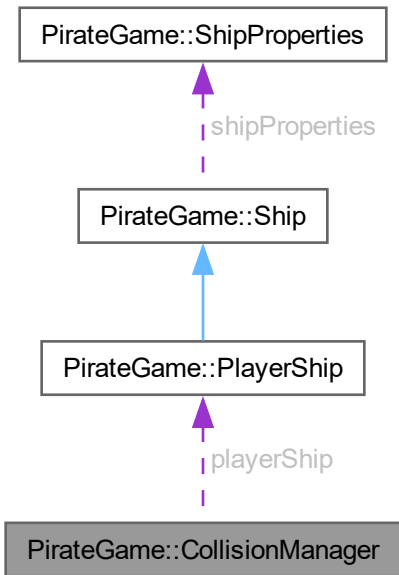 PirateGame::ShipProperties
shipProperties
PirateGame::Ship
PirateGame::PlayerShip
playerShip
PirateGame::CollisionManager